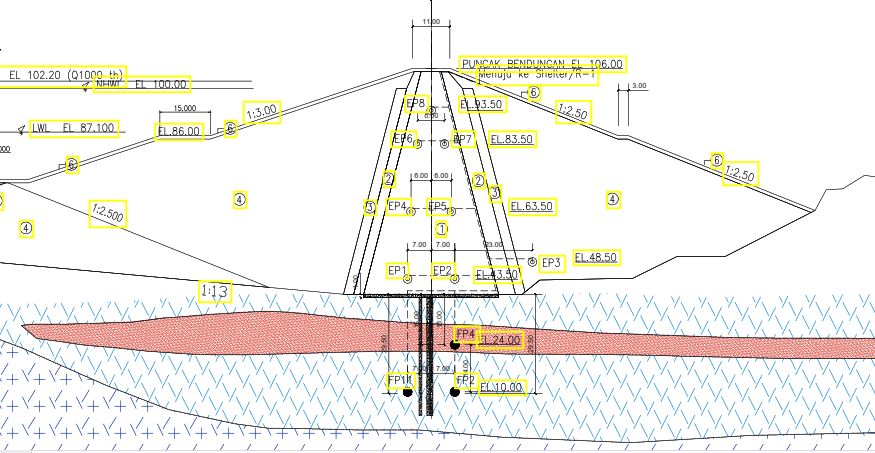 11.00
PUNCAK BENDUNGAN EL 106.00
Menuju ke Shelter/R-1
EL 102.20 (Q1000 th)
NHWL EL 100.00
⑥
3.00
15.000
1:3.00
EP8
EL.93.50
1:2.50
8.00
LWL EL 87.100
EL.86.00
⑥
EP6
EP7
EL.83.50
000
⑥
⑥
1:2.50
②
6.00
6.00
②
③
④
④
1:2.500
③
EP4
EP5
EL.63.50
④
①
7.00
7.00
23.00
EP3
EL.48.50
EP1
EP2
EL.43.50
1:13
FP4
EL.24.00
7.00
7.00
FP11
FP2
EL.10.00